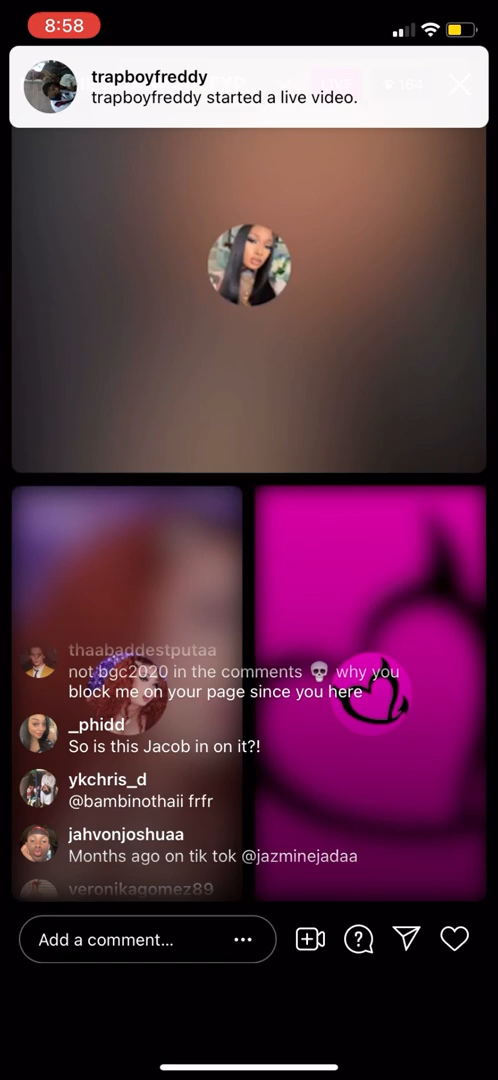 8:58
trapboyfreddy
trapboyfreddy started a live video.
thaabaddestputaa
not bgc2020 in the comments 💀 why you
block me on your page since you here
_phidd
So is this Jacob in on it?!
ykchris_d
@bambinothaii frfr
jahvonjoshuaa
Months ago on tik tok @jazminejadaa
veronikagomez89
Add a comment...